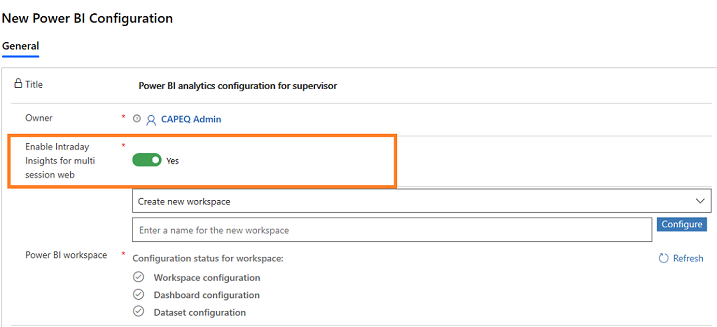 New Power BI Configuration
General
Title
Power BI analytics configuration for supervisor
Owner
*
CAPEQ Admin
Enable Intraday
Insights for multi
session web
*
Yes
Create new workspace
Enter a name for the new workspace
Configure
Power BI workspace
*
Configuration status for workspace:
Refresh
Workspace configuration
Dashboard configuration
Dataset configuration